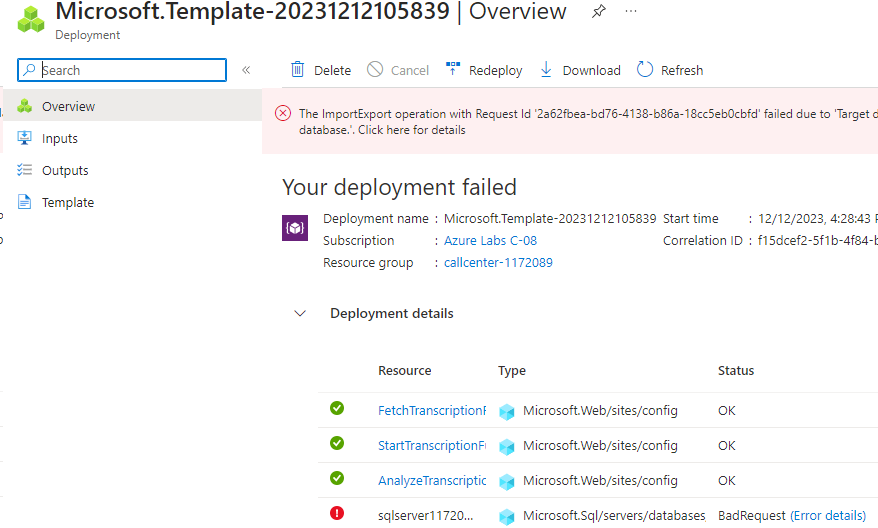 Microsoft.Template-20231212105839 | Overview
Deployment
Search
Delete
Cancel
Redeploy
Download
Refresh
Overview
Inputs
Outputs
Template
The ImportExport operation with Request Id '2a62fbea-bd76-4138-b86a-18cc5eb0cbfd' failed due to 'Target d
database.'. Click here for details
Your deployment failed
Deployment name : Microsoft.Template-20231212105839 Start time : 12/12/2023, 4:28:43
Subscription : Azure Labs C-08 Correlation ID : f15dcef2-5f1b-4f84-b
Resource group : callcenter-1172089
Deployment details
Resource Type Status
FetchTranscriptionF Microsoft.Web/sites/config OK
StartTranscriptionF Microsoft.Web/sites/config OK
AnalyzeTranscriptic Microsoft.Web/sites/config OK
sqlserver11720... Microsoft.Sql/servers/databases BadRequest (Error details)